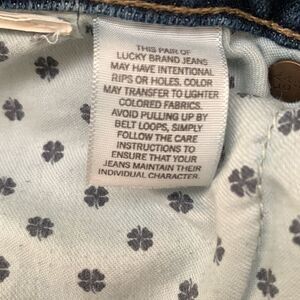 THIS PAIR OF
LUCKY BRAND JEANS
MAY HAVE INTENTIONAL
RIPS OR HOLES. COLOR
MAY TRANSFER TO LIGHTER
COLORED FABRICS.
AVOID PULLING UP BY
BELT LOOPS, SIMPLY
FOLLOW THE CARE
INSTRUCTIONS TO
ENSURE THAT YOUR
JEANS MAINTAIN THEIR
INDIVIDUAL CHARACTER.